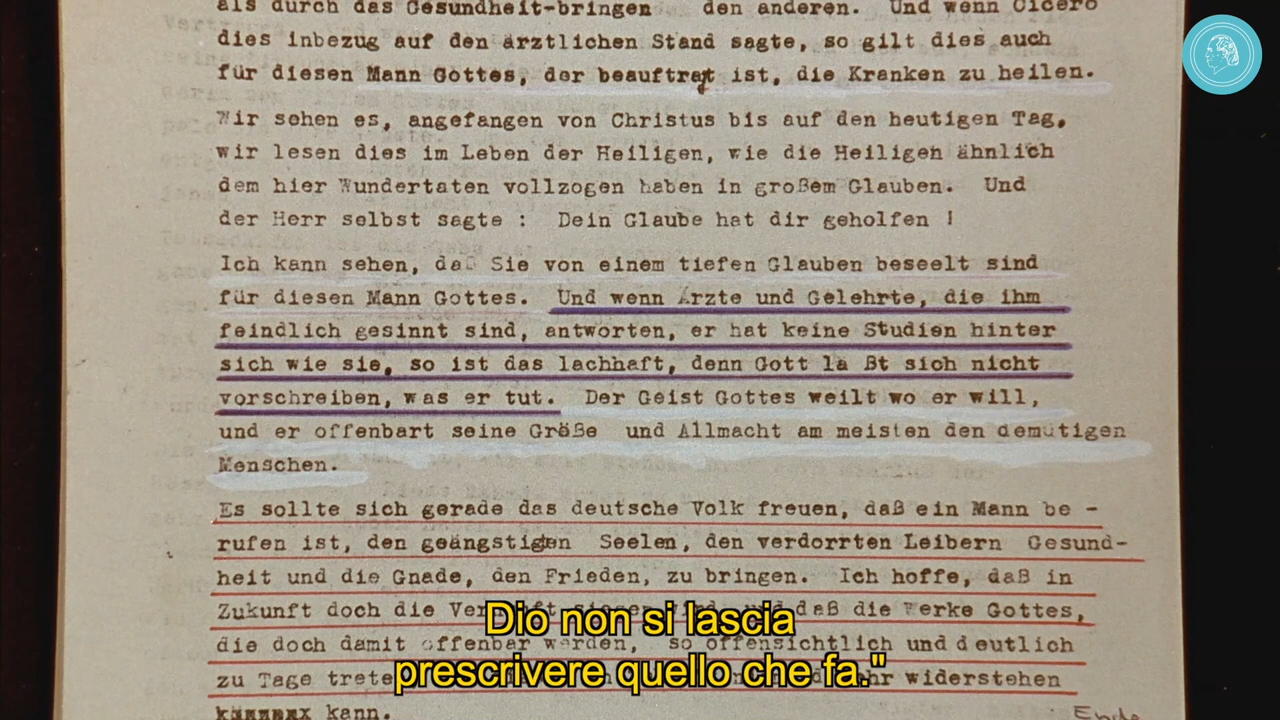 als durch das Gesundheit-bringen den anderen. Und wenn Cicero
dies inbezug auf den ärztlichen Stand sagte, so gilt dies auch
für diesen Mann Gottes, der beauftragt ist, die Kranken zu heilen.
Wir sehen es, angefangen von Christus bis auf den heutigen Tag,
wir lesen dies im Leben der Heiligen, wie die Heiligen ähnlich
dem hier Wundertaten vollzogen haben in großem Glauben. Und
der Herr selbst sagte : Dein Glaube hat dir geholfen !
Ich kann sehen, daß Sie von einem tiefen Glauben beseelt sind
für diesen Mann Gottes. Und wenn Ärzte und Gelehrte, die ihm
feindlich gesinnt sind, antworten, er hat keine Studien hinter
sich wie sie, so ist das lachhaft, denn Gott lä ßt sich nicht
vorschreiben, was er tut. Der Geist Gottes weilt wo er will,
und er offenbart seine Größe und Allmacht am meisten den demütigen
Menschen.
Es sollte sich gerade das deutsche Volk freuen, daß ein Mann be -
rufen ist, den geängstigten Seelen, den verdorrten Leibern Gesund-
heit und die Gnade, den Frieden, zu bringen. Ich hoffe, daß in
Zukunft doch die und daß die Werke Gottes,
die doch damit offenbar werden, so offensichtlich und deutlich
zu Tage widerstehen
kann.
Ende
Dio non si lascia
prescrivere quello che fa."